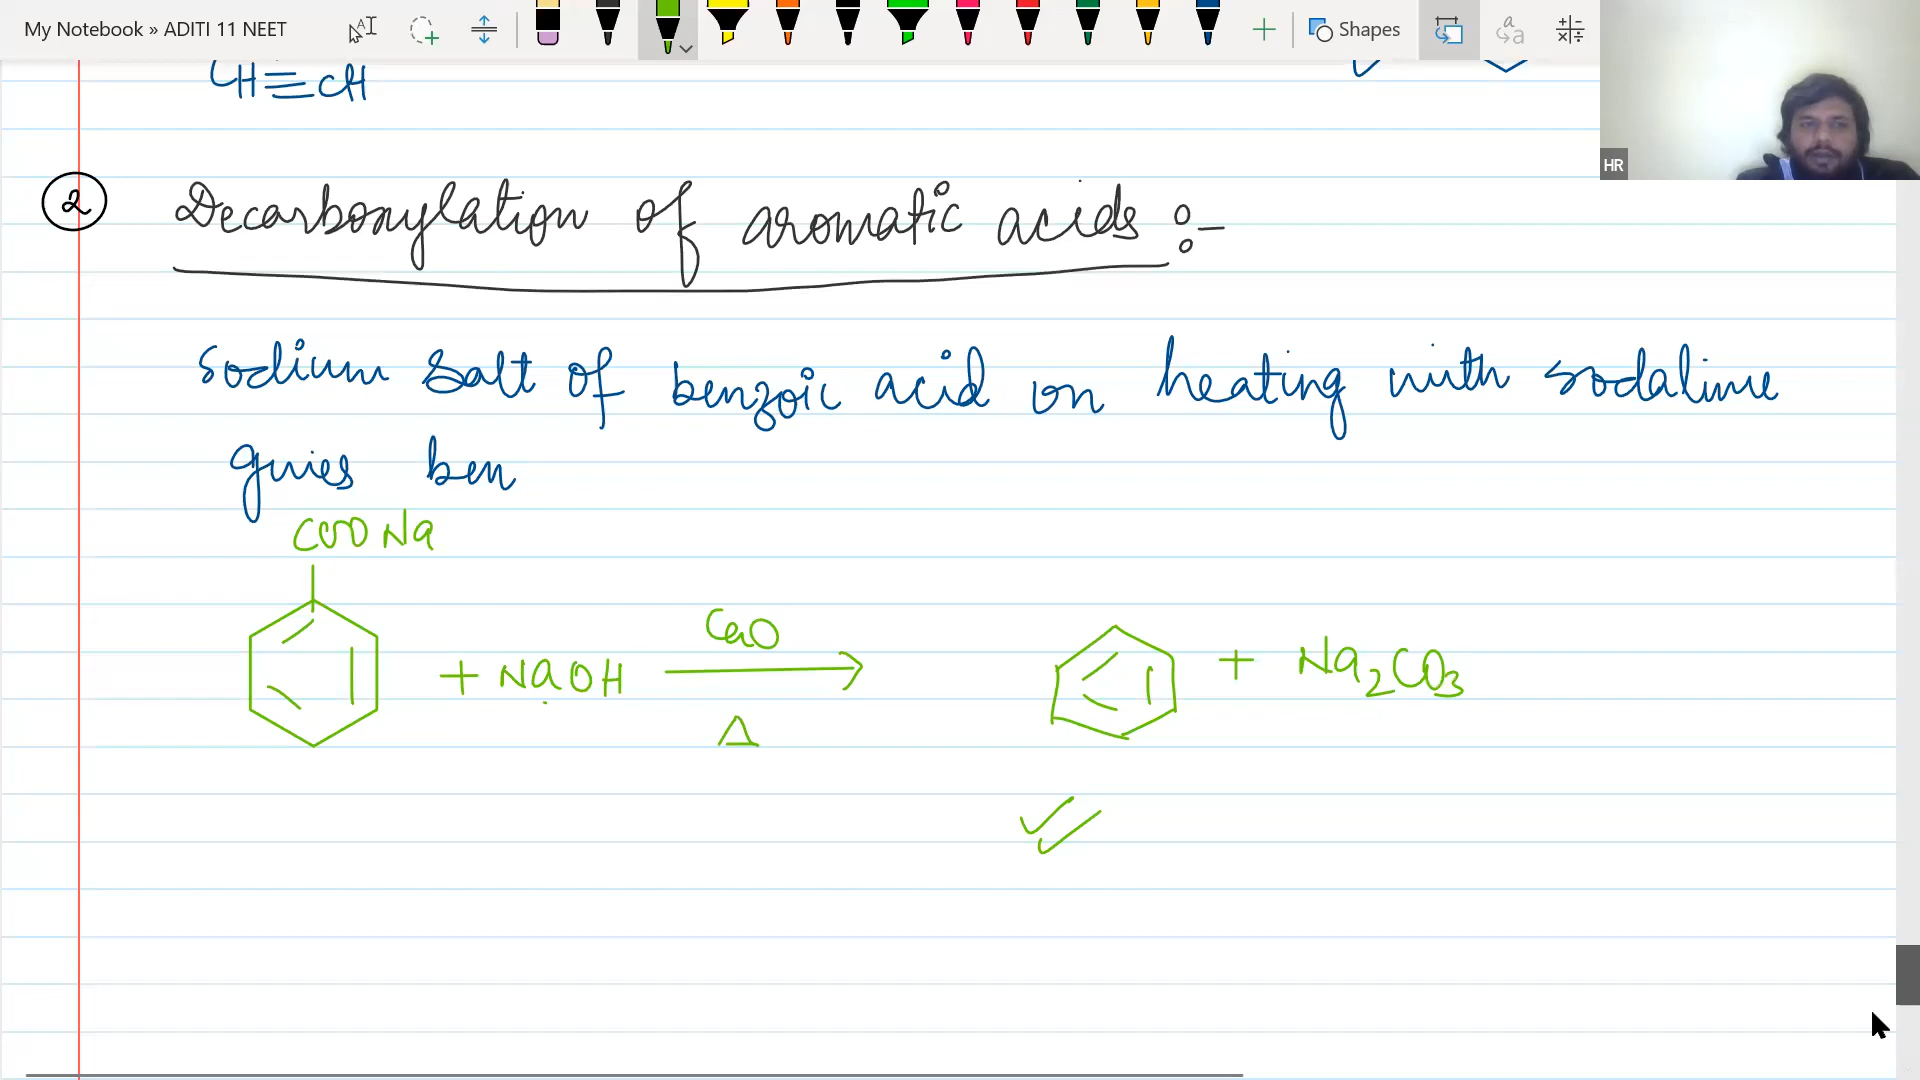 My Notebook » ADITI 11 NEET
Shapes
HR
CH≡CH
2 Decarboxylation of aromatic acids :-
Sodium salt of benzoic acid on heating with sodalime
gives ben
COONa
+ NaOH
CaO
Δ
+ Na₂CO₃